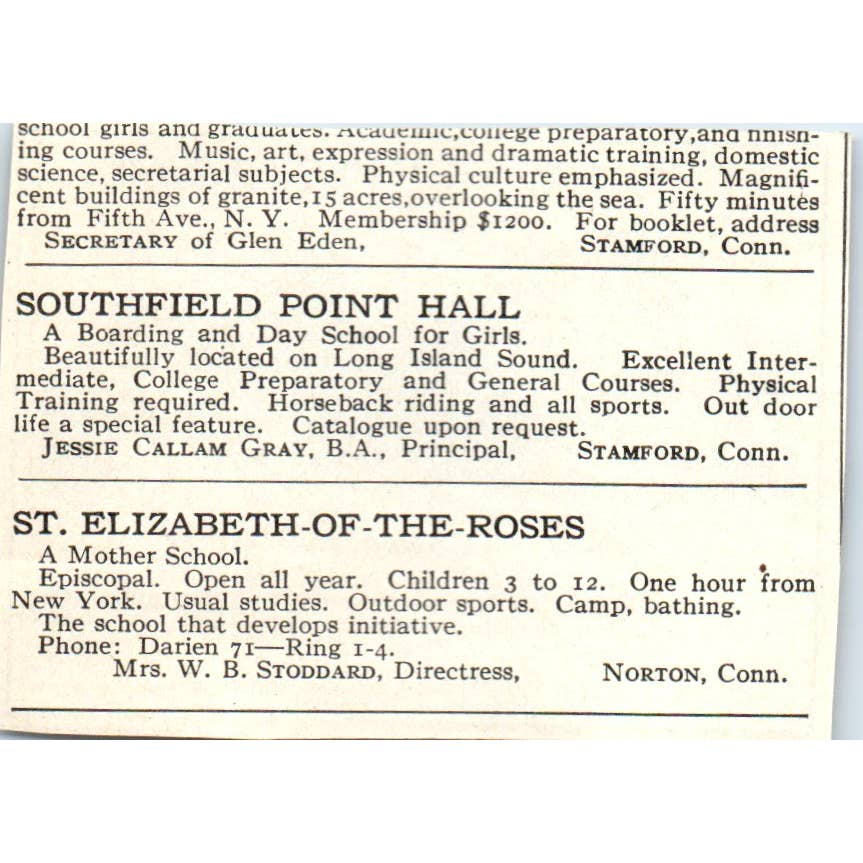 school girls and graduates. Academic, college preparatory, and finish-
ing courses. Music, art, expression and dramatic training, domestic
science, secretarial subjects. Physical culture emphasized. Magnifi-
cent buildings of granite, 15 acres, overlooking the sea. Fifty minutes
from Fifth Ave., N. Y. Membership $1200. For booklet, address
SECRETARY of Glen Eden, STAMFORD, Conn.
SOUTHFIELD POINT HALL
A Boarding and Day School for Girls.
Beautifully located on Long Island Sound. Excellent Inter-
mediate, College Preparatory and General Courses. Physical
Training required. Horseback riding and all sports. Out door
life a special feature. Catalogue upon request.
JESSIE CALLAM GRAY, B.A., Principal, STAMFORD, Conn.
ST. ELIZABETH-OF-THE-ROSES
A Mother School.
Episcopal. Open all year. Children 3 to 12. One hour from
New York. Usual studies. Outdoor sports. Camp, bathing.
The school that develops initiative.
Phone: Darien 71—Ring 1-4.
Mrs. W. B. STODDARD, Directress, NORTON, Conn.